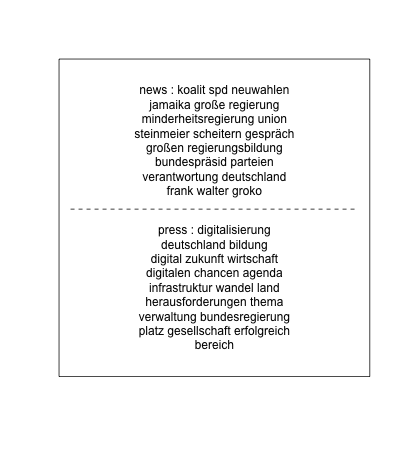 news : koalit spd neuwahlen
jamaika große regierung
minderheitsregierung union
steinmeier scheitern gespräch
großen regierungsbildung
bundespräsid parteien
verantwortung deutschland
frank walter groko
press : digitalisierung
deutschland bildung
digital zukunft wirtschaft
digitalen chancen agenda
infrastruktur wandel land
herausforderungen thema
verwaltung bundesregierung
platz gesellschaft erfolgreich
bereich